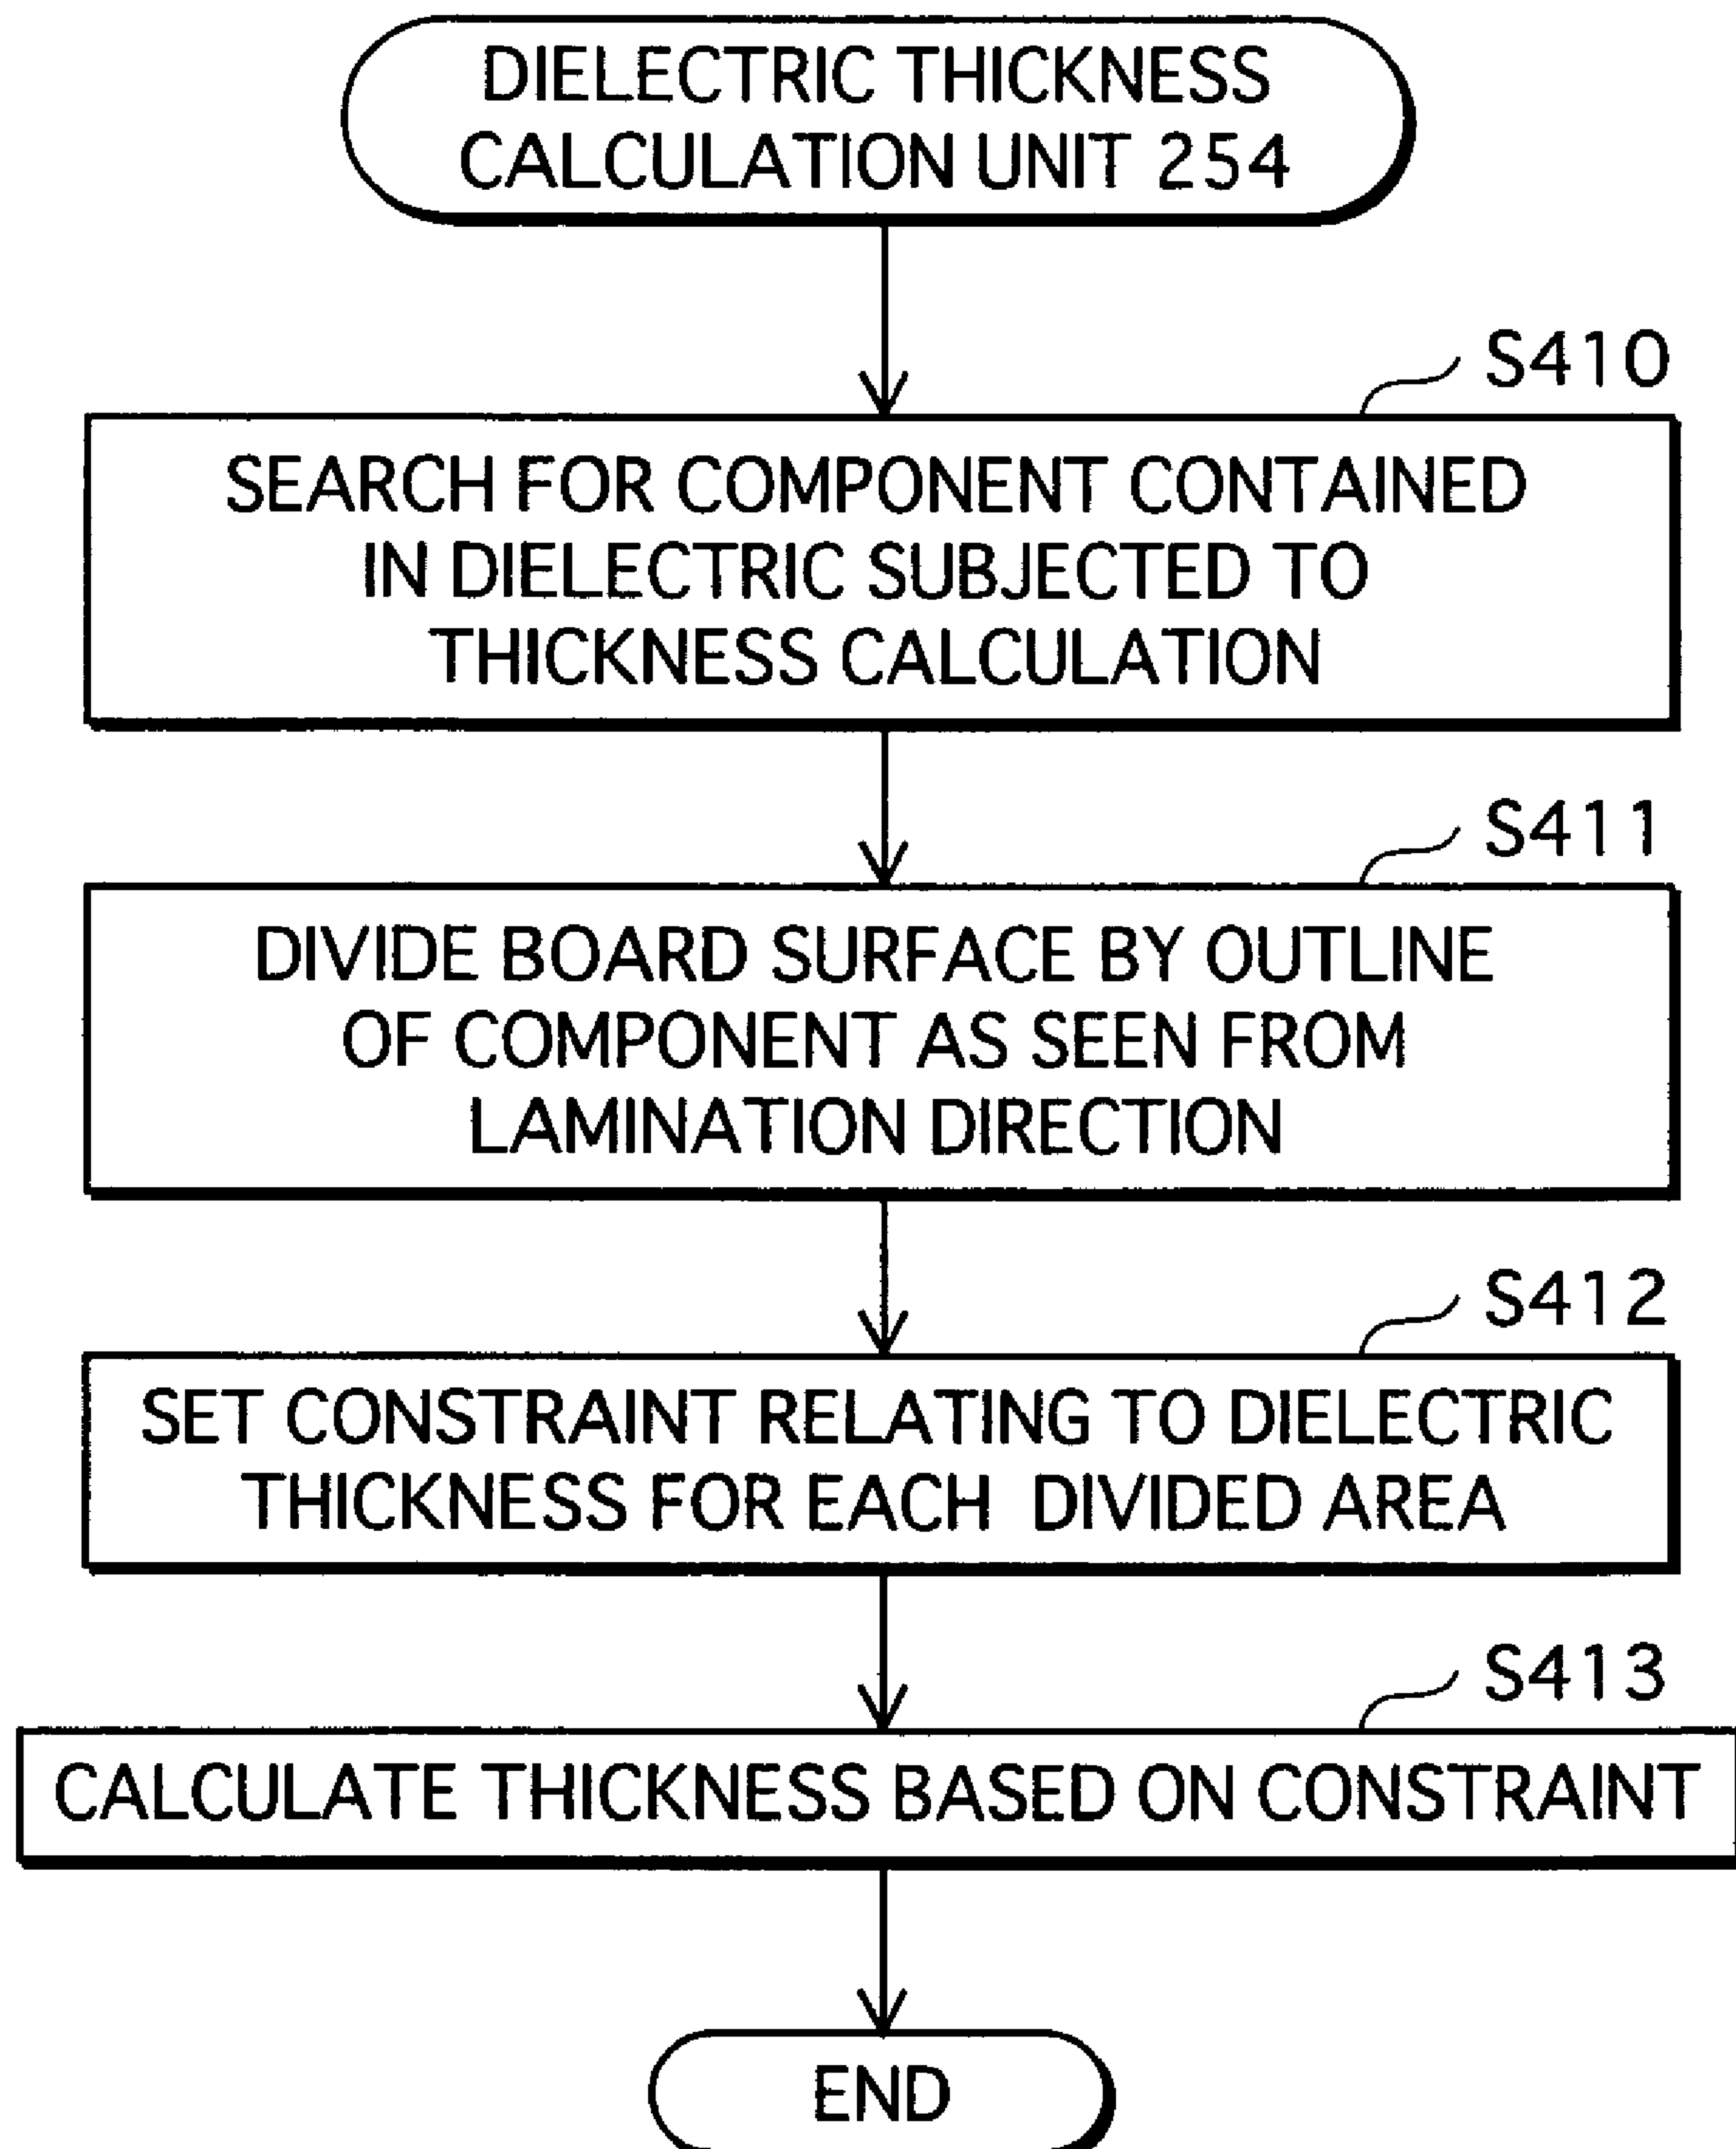 DIELECTRIC THICKNESS
CALCULATION UNIT 254
S410
SEARCH FOR COMPONENT CONTAINED
IN DIELECTRIC SUBJECTED TO
THICKNESS CALCULATION
S411
DIVIDE BOARD SURFACE BY OUTLINE
OF COMPONENT AS SEEN FROM
LAMINATION DIRECTION
S412
SET CONSTRAINT RELATING TO DIELECTRIC
THICKNESS FOR EACH DIVIDED AREA
S413
CALCULATE THICKNESS BASED ON CONSTRAINT
END